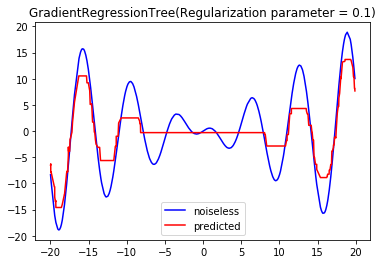 GradientRegressionTree(Regularization parameter = 0.1)
20
15
10
5
0
−5
−10
−15
−20
−20 −15 −10 −5 0 5 10 15 20
noiseless
predicted